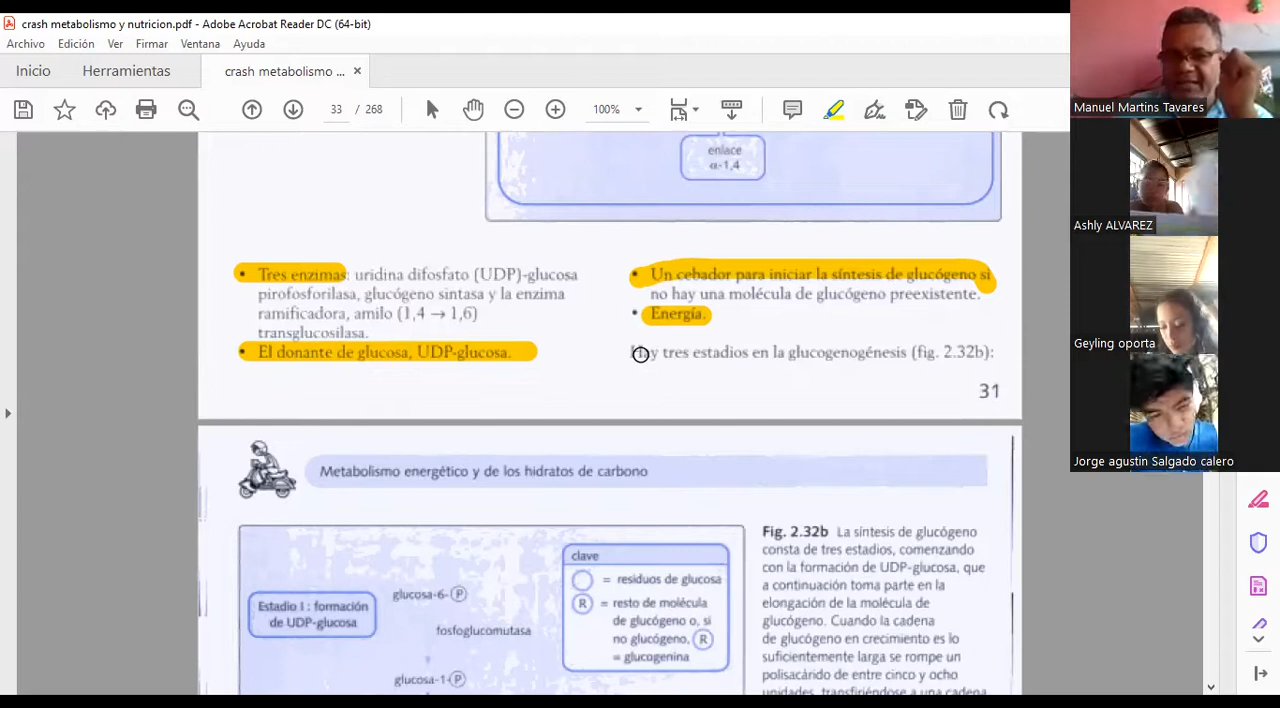 crash metabolismo y nutricion.pdf - Adobe Acrobat Reader DC (64-bit)
Archivo Edición Ver Firmar Ventana Ayuda
Inicio Herramientas crash metabolismo ... ×
33 / 268 100%
enlace
α-1,4
• Tres enzimas: uridina difosfato (UDP)-glucosa
pirofosforilasa, glucógeno sintasa y la enzima
ramificadora, amilo (1,4 → 1,6)
transglucosilasa.
• El donante de glucosa, UDP-glucosa.
• Un cebador para iniciar la síntesis de glucógeno si
no hay una molécula de glucógeno preexistente.
• Energía.
Hay tres estadios en la glucogenogénesis (fig. 2.32b):
31
Metabolismo energético y de los hidratos de carbono
Estadio I : formación
de UDP-glucosa
glucosa-6-P
fosfoglucomutasa
glucosa-1-P
clave
= residuos de glucosa
R = resto de molécula
de glucógeno o, si
no glucógeno, R
= glucogenina
Fig. 2.32b La síntesis de glucógeno
consta de tres estadios, comenzando
con la formación de UDP-glucosa, que
a continuación toma parte en la
elongación de la molécula de
glucógeno. Cuando la cadena
de glucógeno en crecimiento es lo
suficientemente larga se rompe un
polisacárido de entre cinco y ocho
unidades, transfiriéndose a una cadena
Manuel Martins Tavares
Ashly ALVAREZ
Geyling oporta
Jorge agustin Salgado calero